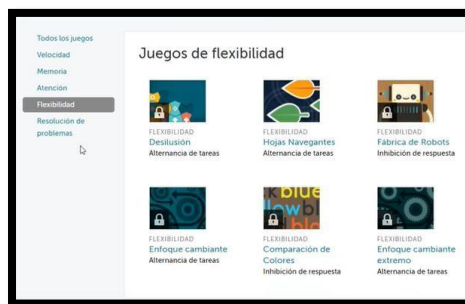 Todos los juegos
Velocidad
Memoria
Atención
Flexibilidad
Resolución de
problemas
Juegos de flexibilidad
FLEXIBILIDAD
Desilusión
Alternancia de tareas
FLEXIBILIDAD
Hojas Navegantes
Alternancia de tareas
FLEXIBILIDAD
Fábrica de Robots
Inhibición de respuesta
blue
FLEXIBILIDAD
Enfoque cambiante
Alternancia de tareas
FLEXIBILIDAD
Comparación de
Colores
Inhibición de respuesta
FLEXIBILIDAD
Enfoque cambiante
extremo
Alternancia de tareas